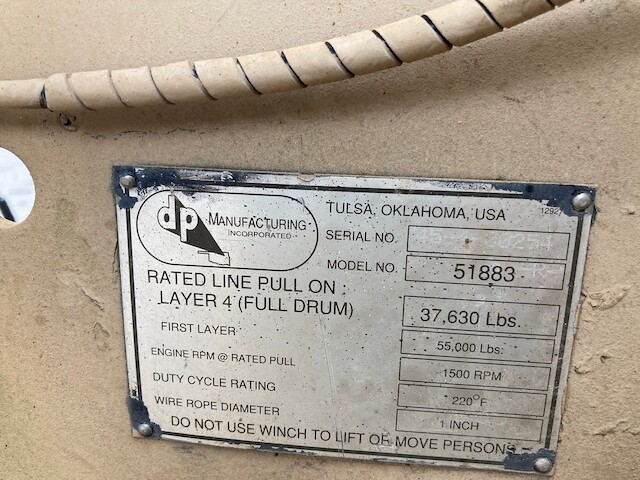 dp MANUFACTURING
INCORPORATED
TULSA, OKLAHOMA, USA 1292
SERIAL NO.
MODEL NO. 51883
RATED LINE PULL ON :
LAYER 4 (FULL DRUM) 37,630 Lbs.
FIRST LAYER 55,000 Lbs.
ENGINE RPM @ RATED PULL 1500 RPM
DUTY CYCLE RATING 220°F
WIRE ROPE DIAMETER 1 INCH
DO NOT USE WINCH TO LIFT OR MOVE PERSONS